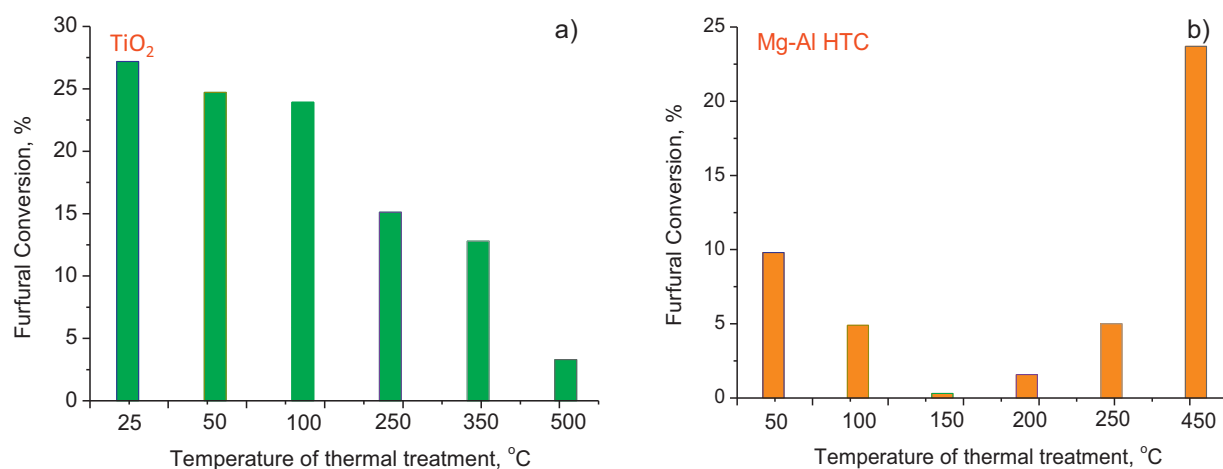 a)
TiO₂
Furfural Conversion, %
30
25
20
15
10
5
0
25 50 100 250 350 500
Temperature of thermal treatment, °C
b)
Mg-Al HTC
Furfural Conversion, %
25
20
15
10
5
0
50 100 150 200 250 450
Temperature of thermal treatment, °C